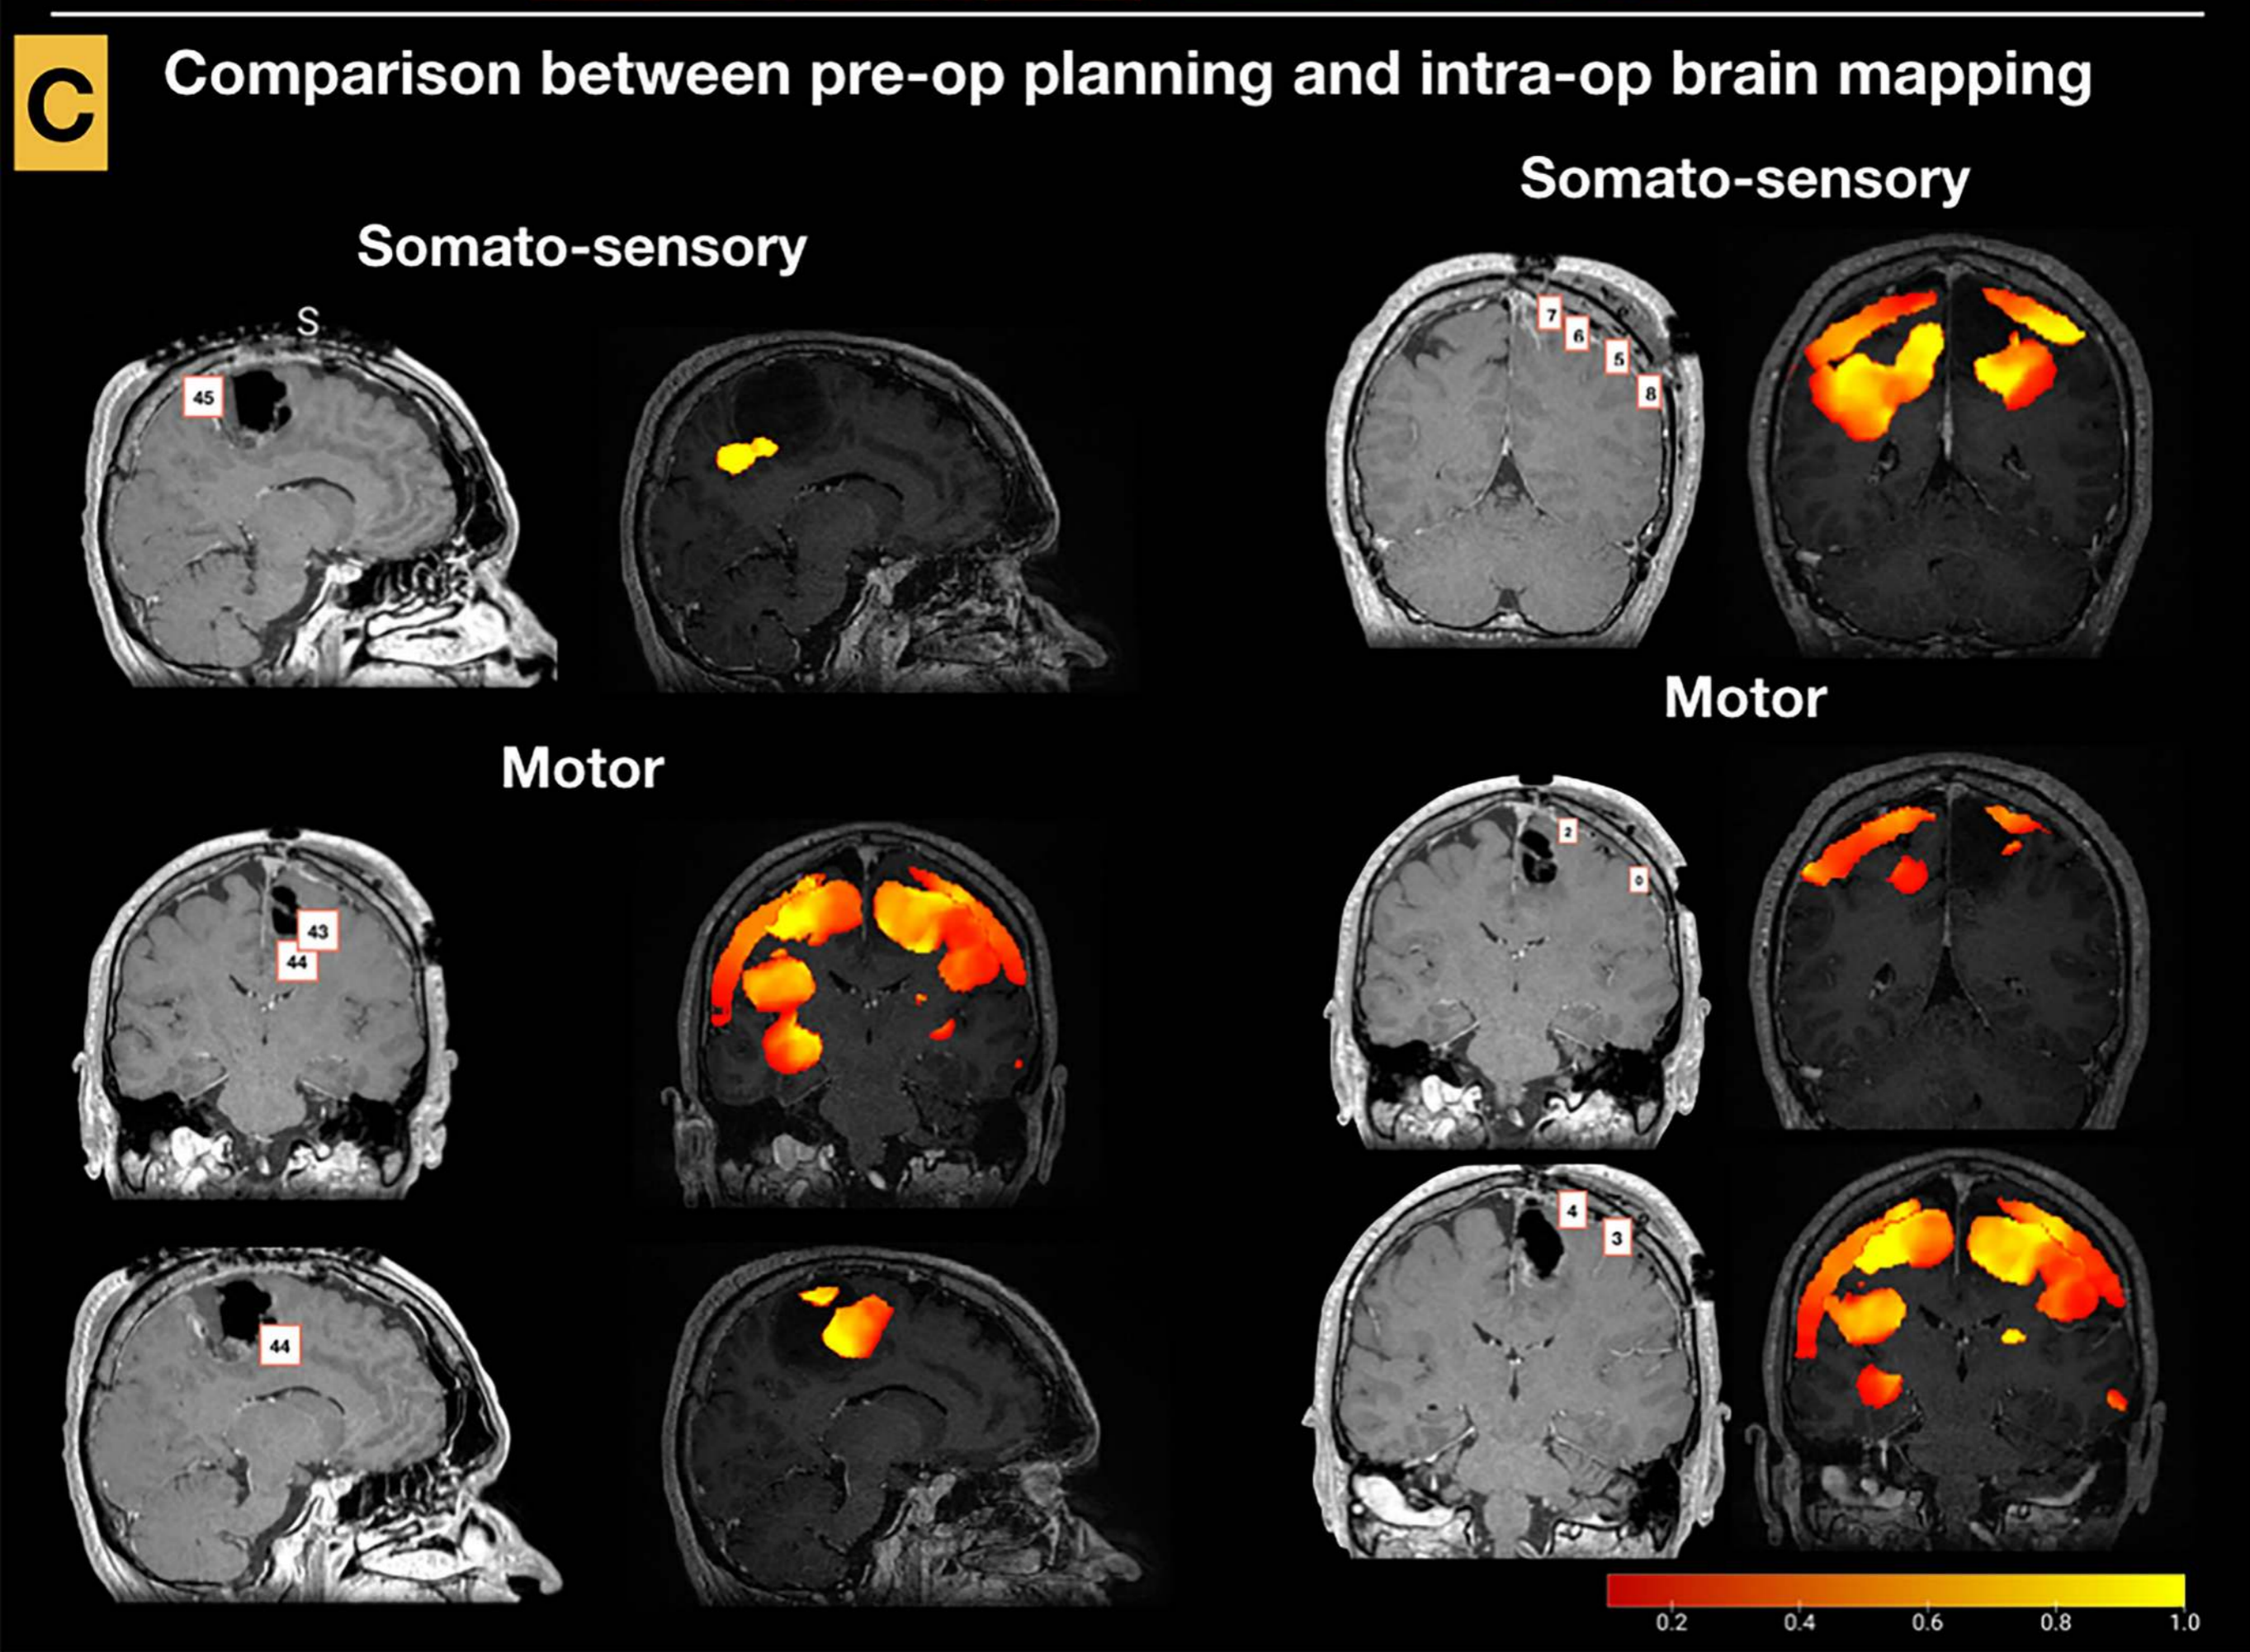 C
Comparison between pre-op planning and intra-op brain mapping
Somato-sensory
S
45
Motor
43
44
44
Somato-sensory
7
6
5
8
Motor
2
0
4
3
0.2 0.4 0.6 0.8 1.0